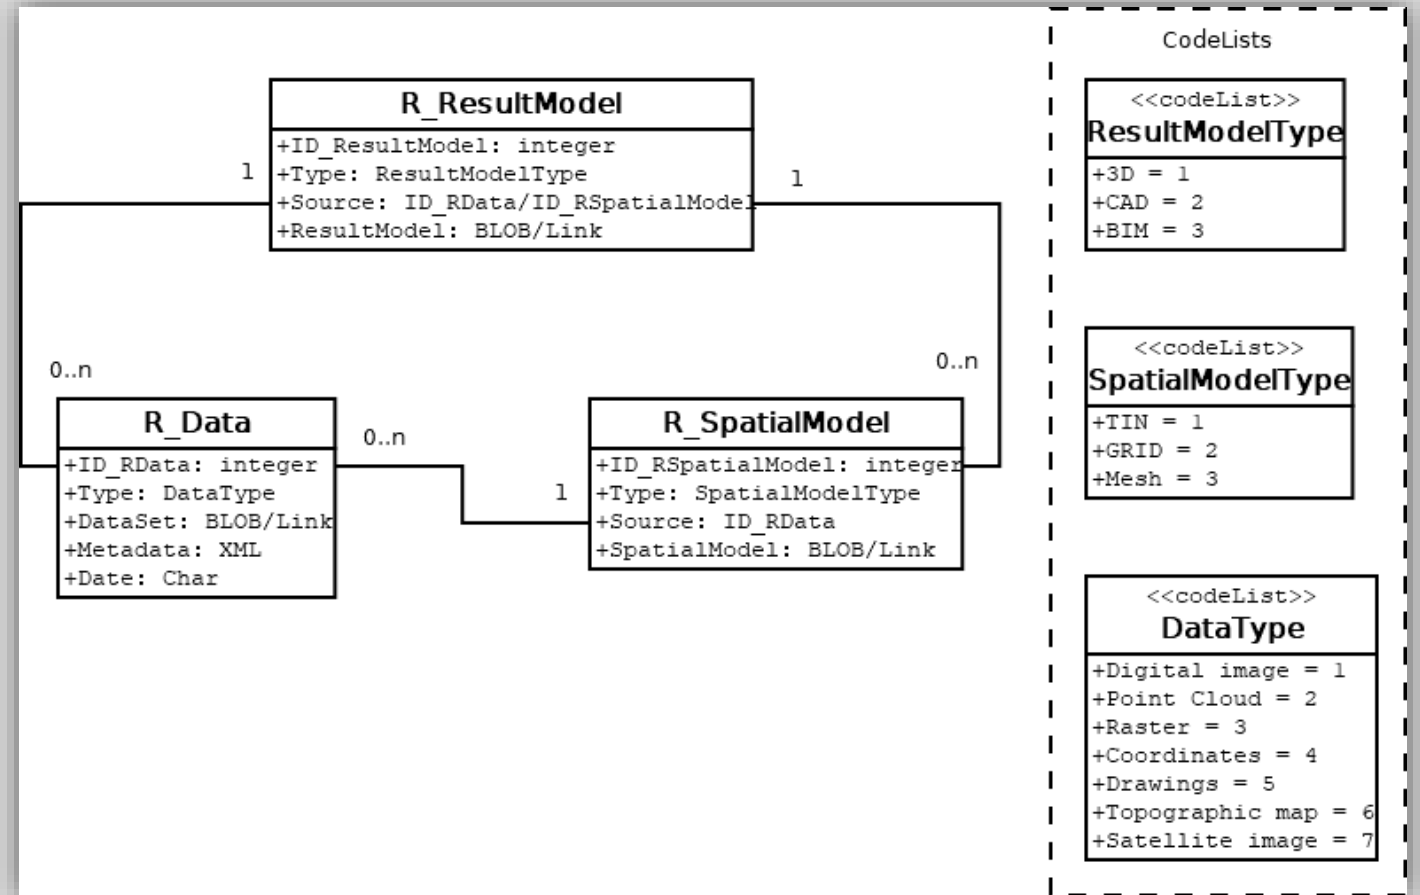 CodeLists
R_ResultModel
+ID_ResultModel: integer
+Type: ResultModelType
+Source: ID_RData/ID_RSpatialModel
+ResultModel: BLOB/Link
1
1
0..n
0..n
R_Data
+ID_RData: integer
+Type: DataType
+DataSet: BLOB/Link
+Metadata: XML
+Date: Char
0..n
1
R_SpatialModel
+ID_RSpatialModel: integer
+Type: SpatialModelType
+Source: ID_RData
+SpatialModel: BLOB/Link
<<codeList>>
ResultModelType
+3D = 1
+CAD = 2
+BIM = 3
<<codeList>>
SpatialModelType
+TIN = 1
+GRID = 2
+Mesh = 3
<<codeList>>
DataType
+Digital image = 1
+Point Cloud = 2
+Raster = 3
+Coordinates = 4
+Drawings = 5
+Topographic map = 6
+Satellite image = 7